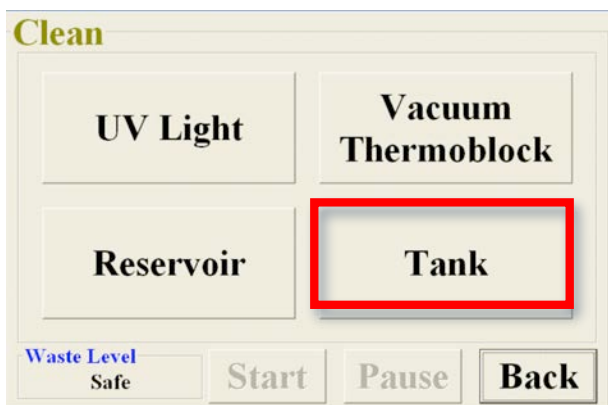 Clean
UV Light
Vacuum
Thermoblock
Reservoir
Tank
Waste Level
Safe
Start
Pause
Back